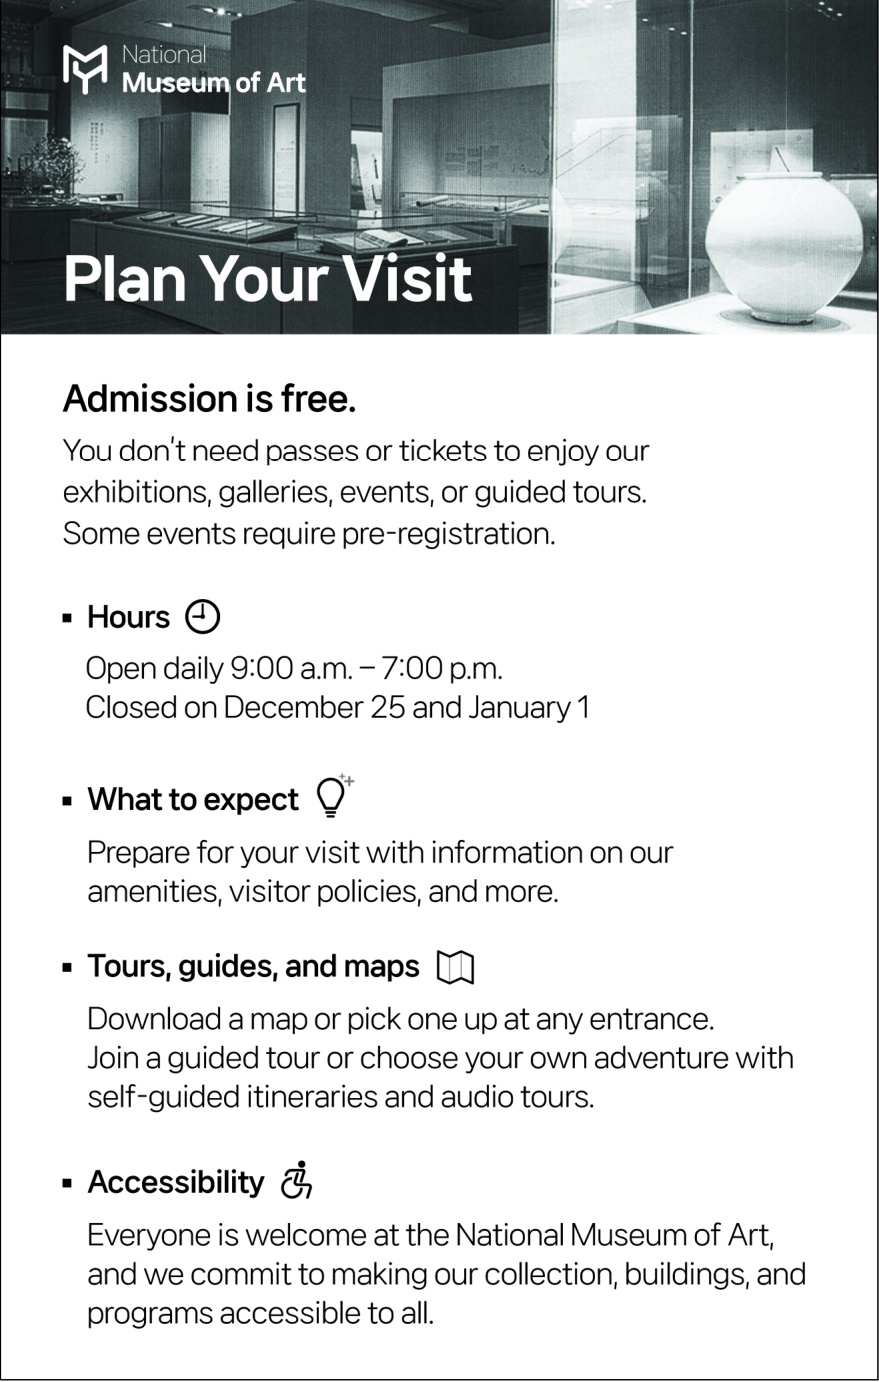 National
Museum of Art
Plan Your Visit
Admission is free.
You don't need passes or tickets to enjoy our
exhibitions, galleries, events, or guided tours.
Some events require pre-registration.
▪ Hours
Open daily 9:00 a.m. – 7:00 p.m.
Closed on December 25 and January 1
▪ What to expect
Prepare for your visit with information on our
amenities, visitor policies, and more.
▪ Tours, guides, and maps
Download a map or pick one up at any entrance.
Join a guided tour or choose your own adventure with
self-guided itineraries and audio tours.
▪ Accessibility
Everyone is welcome at the National Museum of Art,
and we commit to making our collection, buildings, and
programs accessible to all.